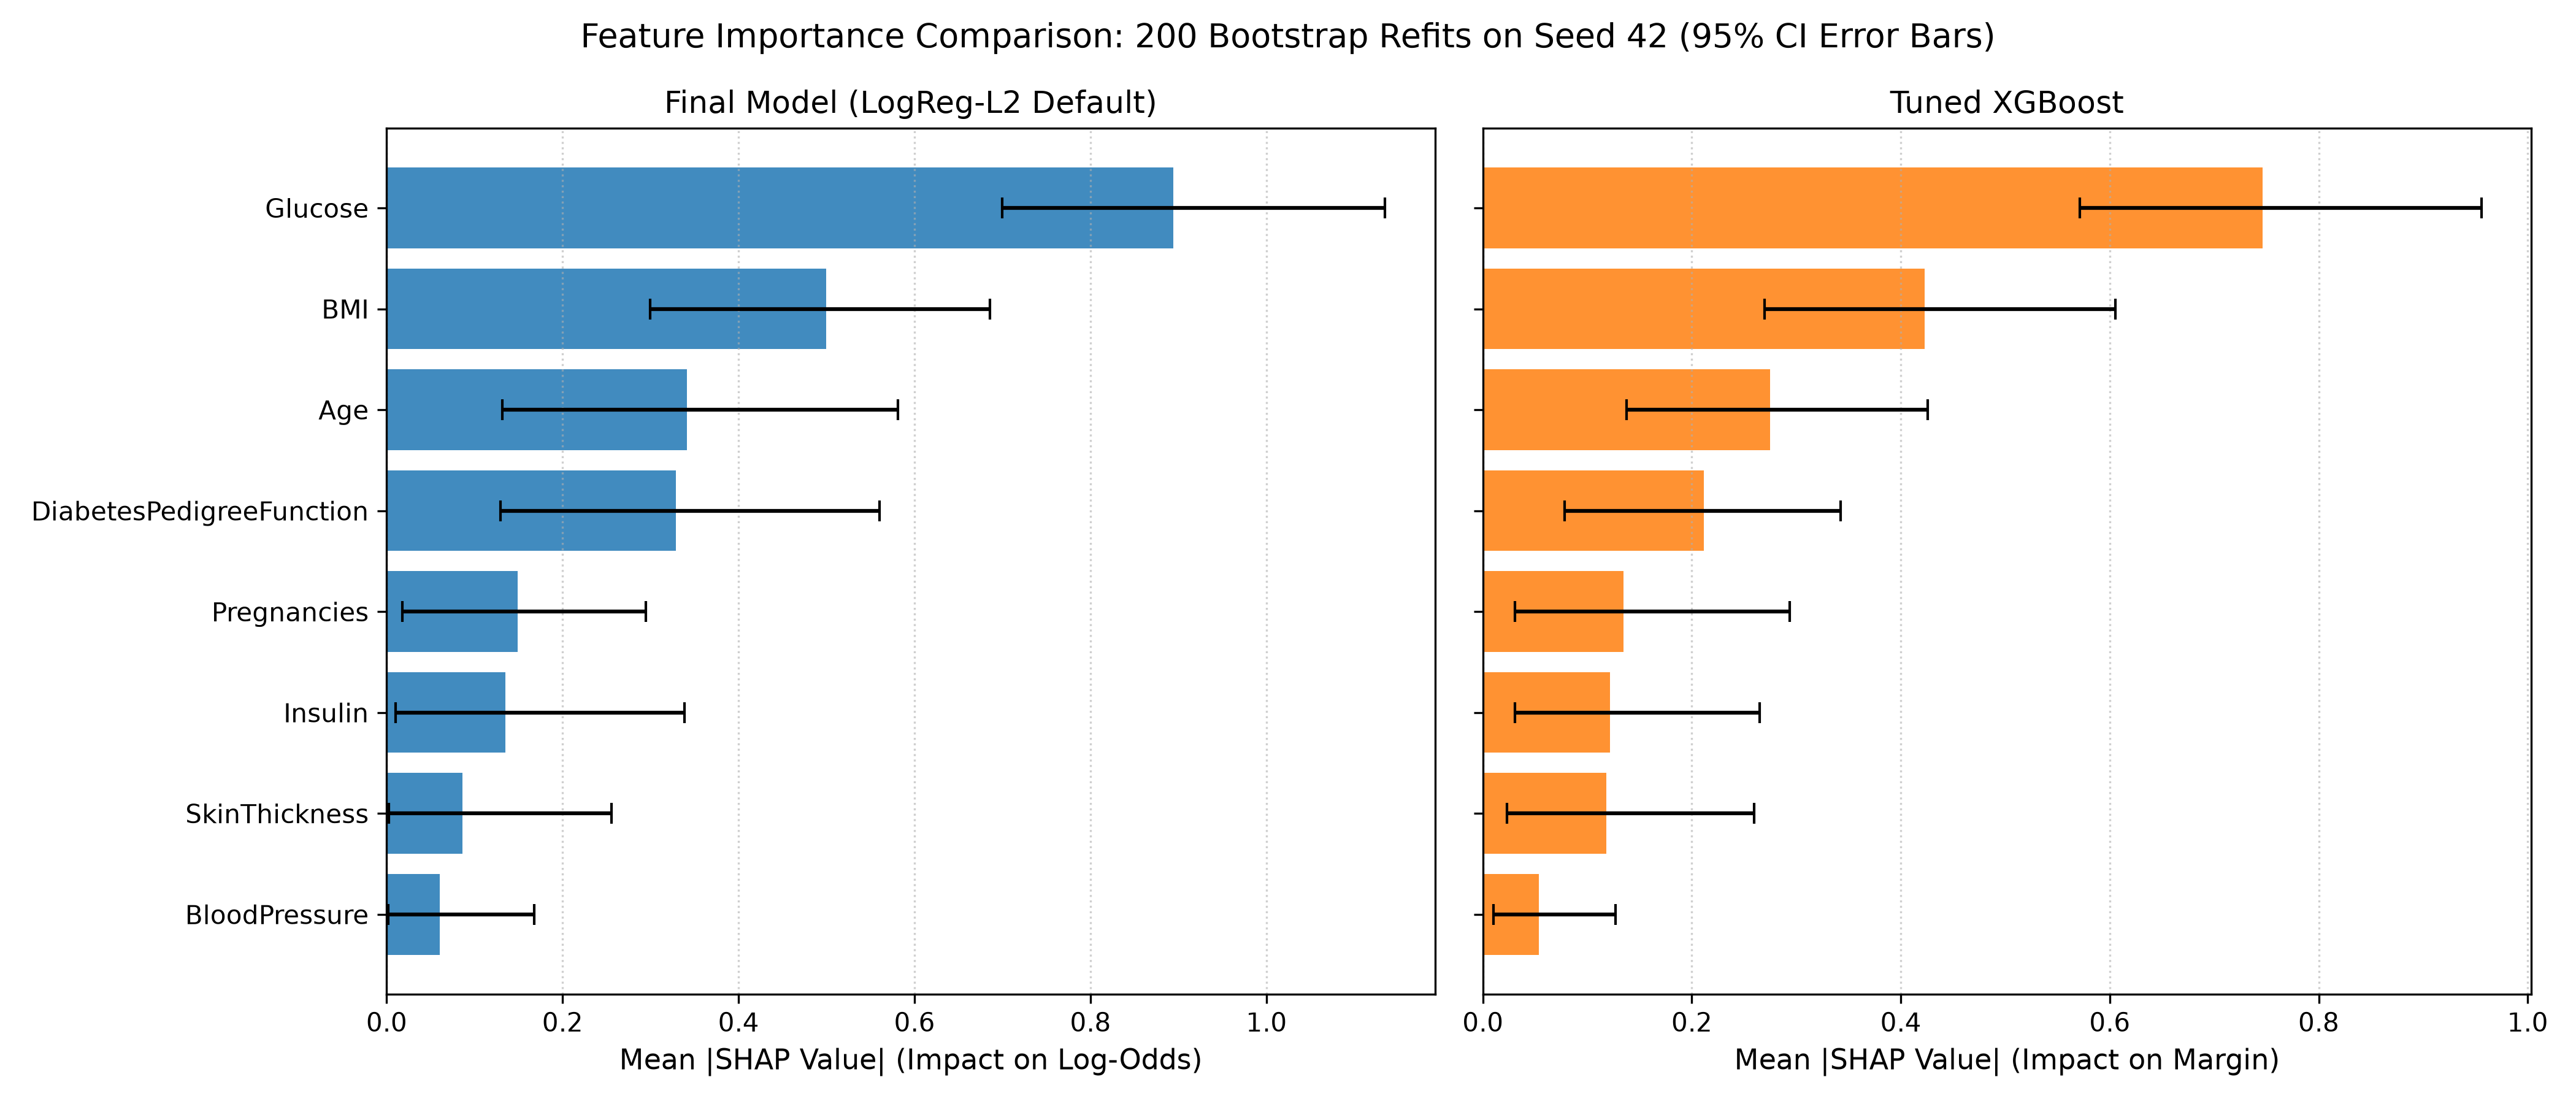 Feature Importance Comparison: 200 Bootstrap Refits on Seed 42 (95% CI Error Bars)
Final Model (LogReg-L2 Default)
Glucose
BMI
Age
DiabetesPedigreeFunction
Pregnancies
Insulin
SkinThickness
BloodPressure
0.0 0.2 0.4 0.6 0.8 1.0
Mean |SHAP Value| (Impact on Log-Odds)
Tuned XGBoost
0.0 0.2 0.4 0.6 0.8 1.0
Mean |SHAP Value| (Impact on Margin)